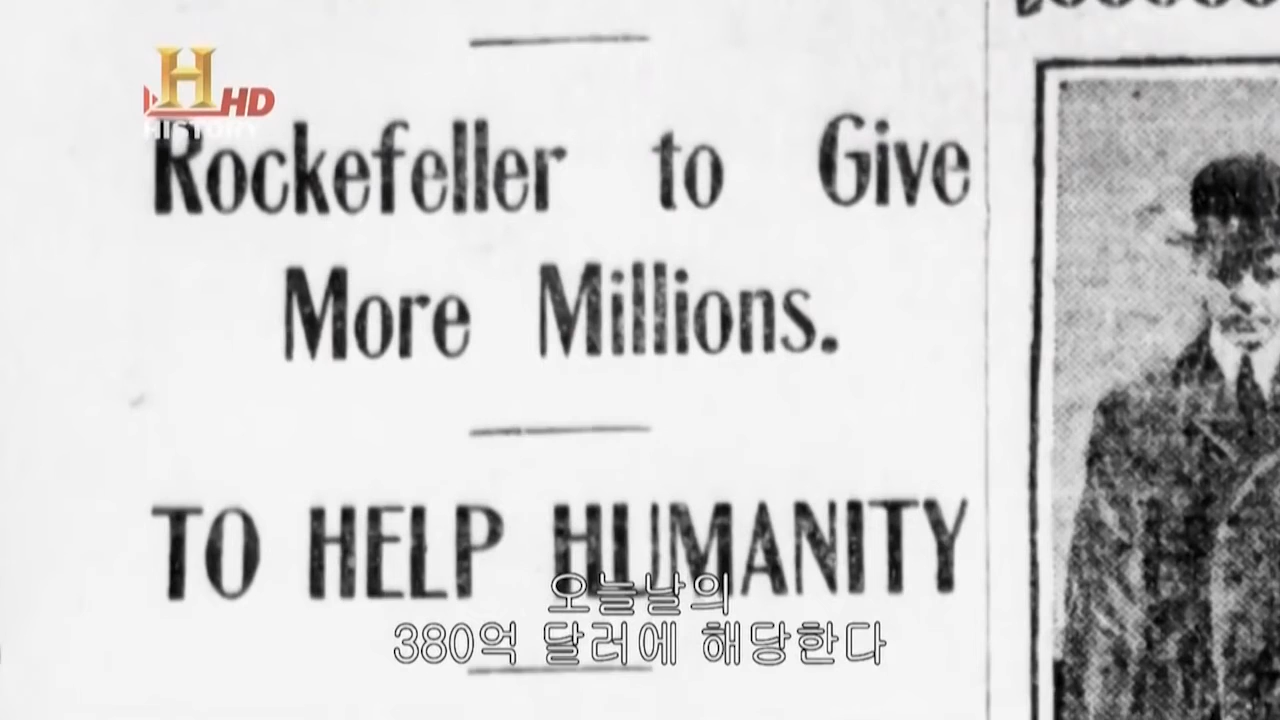 H HD
HISTORY
Rockefeller to Give
More Millions.
TO HELP HUMANITY
오늘날의
380억 달러에 해당한다